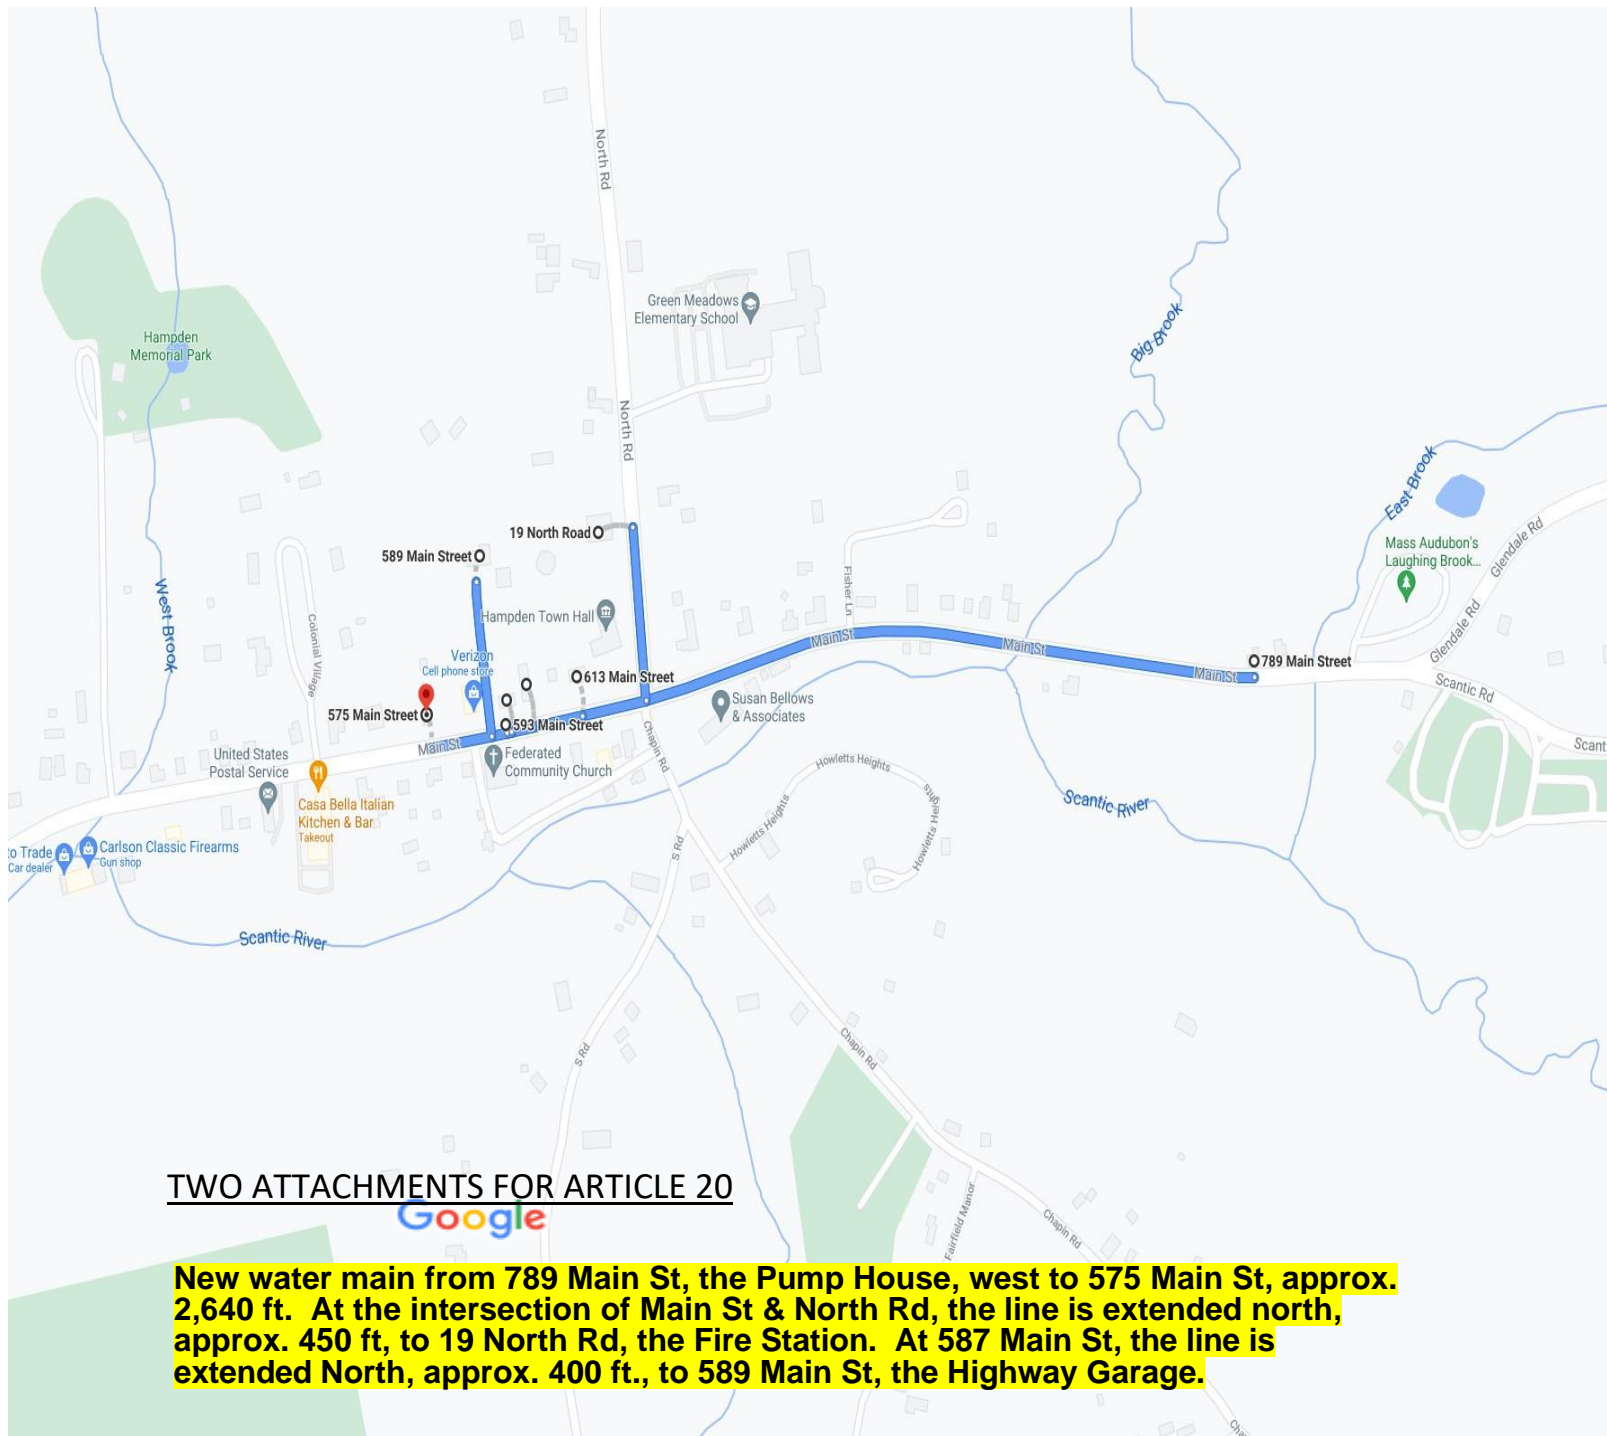 North Rd
Green Meadows
Elementary School
Big Brook
Hampden
Memorial Park
North Rd
East Brook
Glendale Rd
19 North Road
589 Main Street
Mass Audubon's
Laughing Brook...
West Brook
Fisher Ln
Hampden Town Hall
Colonial Village
Main St
Main St
Glendale Rd
Verizon
Cell phone store
613 Main Street
789 Main Street
Main St
Scantic Rd
575 Main Street
593 Main Street
Susan Bellows
& Associates
Main St
Chapin Rd
Scant
United States
Postal Service
Federated
Community Church
Howletts Heights
Casa Bella Italian
Kitchen & Bar
Takeout
Howletts Heights
Howletts Heights
Scantic River
to Trade
Car dealer
Carlson Classic Firearms
Gun shop
S Rd
Scantic River
S Rd
Chapin Rd
TWO ATTACHMENTS FOR ARTICLE 20
Google
Fairfield Manor
Chapin Rd
New water main from 789 Main St, the Pump House, west to 575 Main St, approx.
2,640 ft.  At the intersection of Main St & North Rd, the line is extended north,
approx. 450 ft, to 19 North Rd, the Fire Station.  At 587 Main St, the line is
extended North, approx. 400 ft., to 589 Main St, the Highway Garage.
Cha